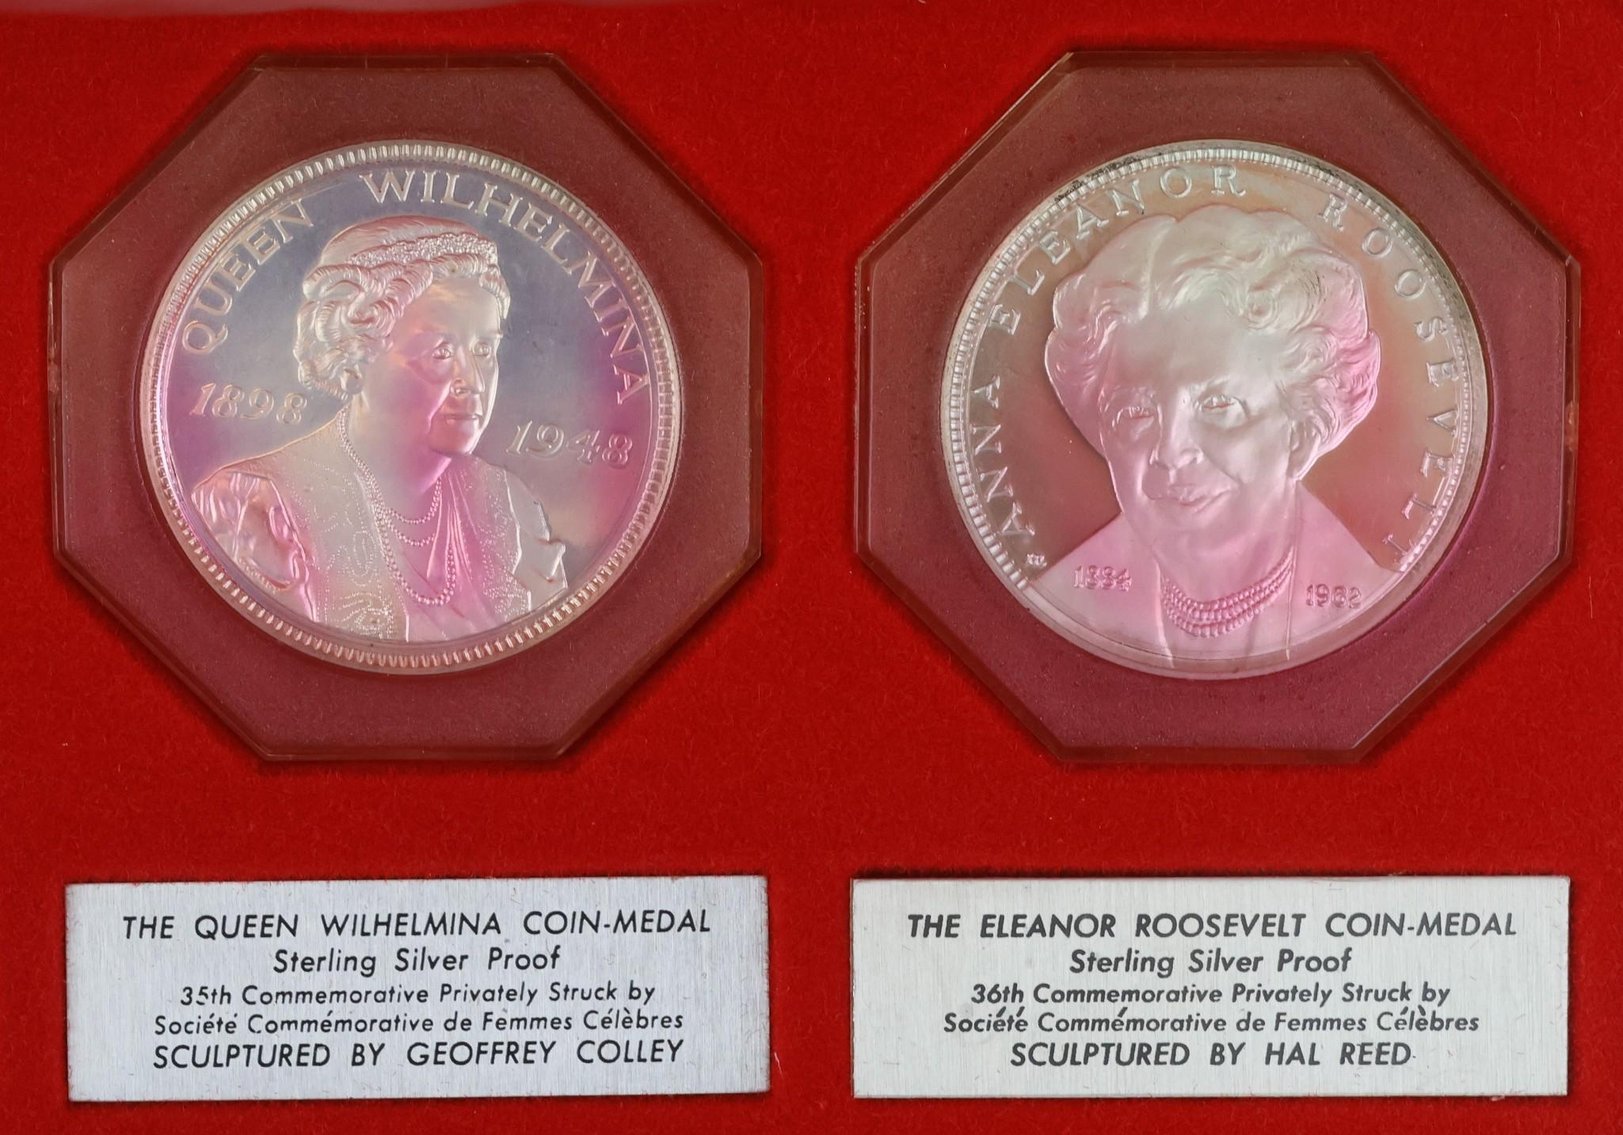 QUEEN WILHELMINA
1898
1948
ANNA ELEANOR ROOSEVELT
1884
1962
THE QUEEN WILHELMINA COIN-MEDAL
Sterling Silver Proof
35th Commemorative Privately Struck by
Société Commémorative de Femmes Célèbres
SCULPTURED BY GEOFFREY COLLEY
THE ELEANOR ROOSEVELT COIN-MEDAL
Sterling Silver Proof
36th Commemorative Privately Struck by
Société Commémorative de Femmes Célèbres
SCULPTURED BY HAL REED